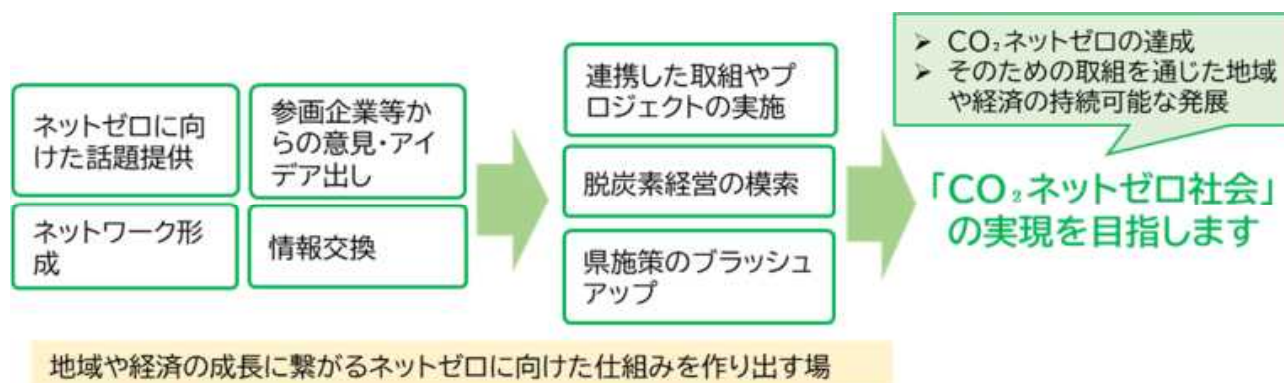 ネットゼロに向
けた話題提供
参画企業等か
らの意見・アイ
デア出し
ネットワーク形
成
情報交換
連携した取組やプ
ロジェクトの実施
脱炭素経営の模索
県施策のブラッシュ
アップ
➢ CO₂ネットゼロの達成
➢ そのための取組を通じた地域
や経済の持続可能な発展
「CO₂ネットゼロ社会」
の実現を目指します
地域や経済の成長に繋がるネットゼロに向けた仕組みを作り出す場